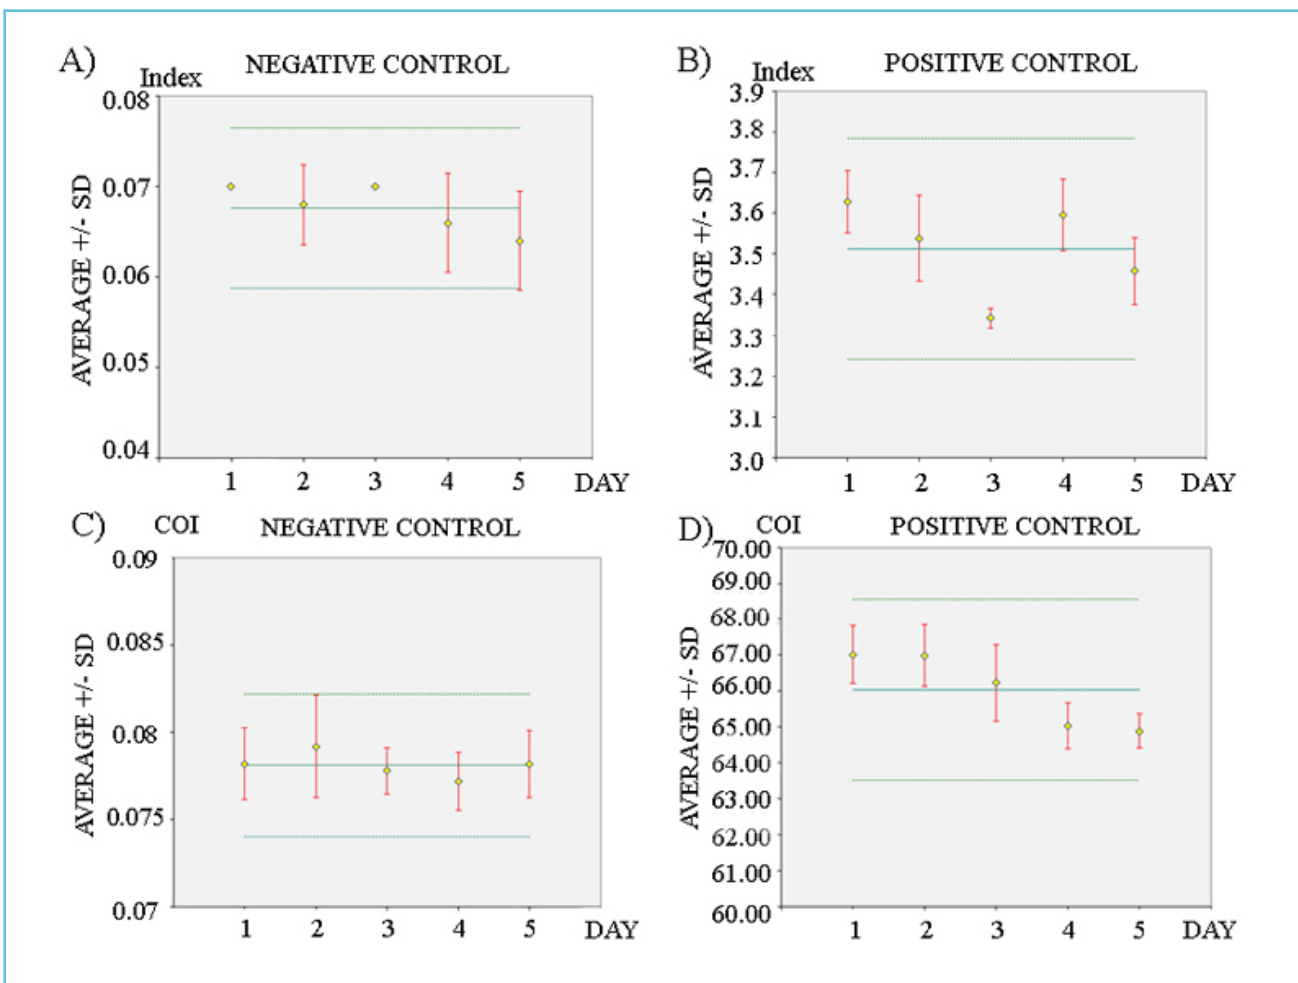 A)
Index
NEGATIVE CONTROL
AVERAGE +/- SD
0.08
0.07
0.06
0.05
0.04
1 2 3 4 5 DAY
B)
Index
POSITIVE CONTROL
AVERAGE +/- SD
3.9
3.8
3.7
3.6
3.5
3.4
3.3
3.2
3.1
3.0
1 2 3 4 5 DAY
C)
COI
NEGATIVE CONTROL
AVERAGE +/- SD
0.09
0.085
0.08
0.075
0.07
1 2 3 4 5 DAY
D)
COI
POSITIVE CONTROL
AVERAGE +/- SD
70.00
69.00
68.00
67.00
66.00
65.00
64.00
63.00
62.00
61.00
60.00
1 2 3 4 5 DAY